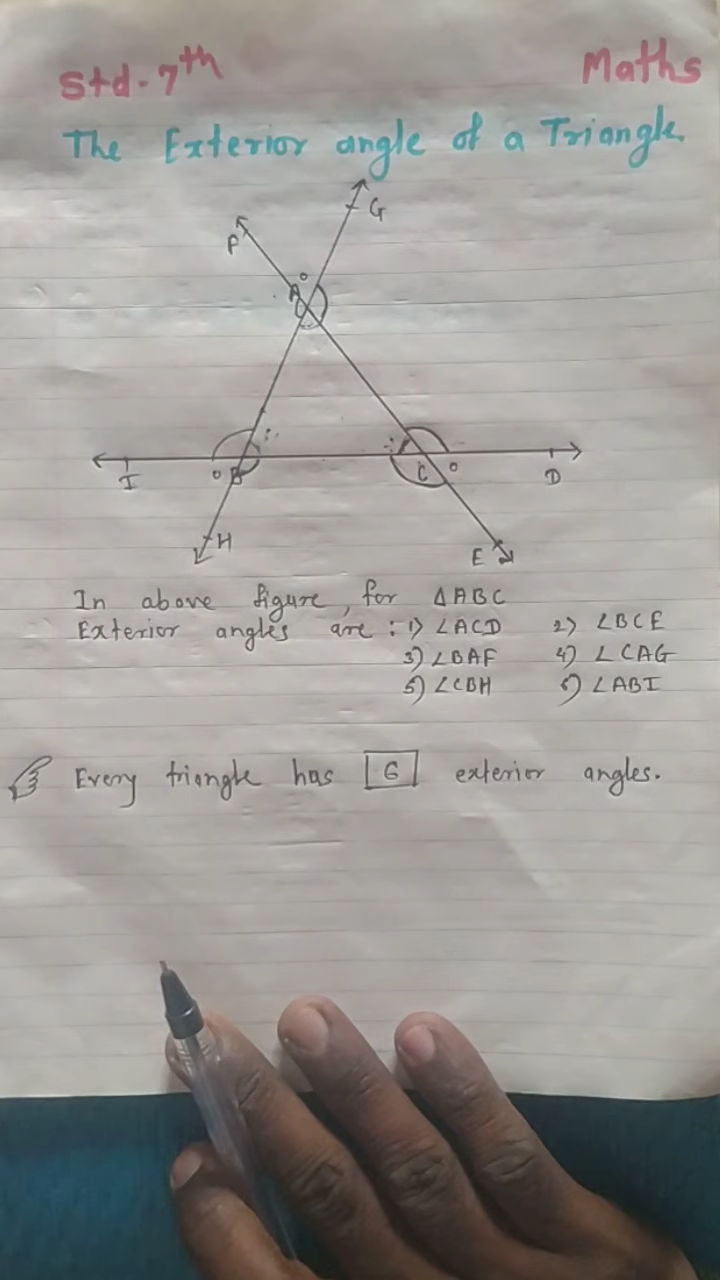 Std-7th Maths
The Exterior angle of a Triangle.
G
P
A
I B C D
H E
In above figure, for ΔABC
Exterior angles are : 1) ∠ACD 2) ∠BCE
3) ∠BAF 4) ∠CAG
5) ∠CBH 6) ∠ABI
Every triangle has 6 exterior angles.